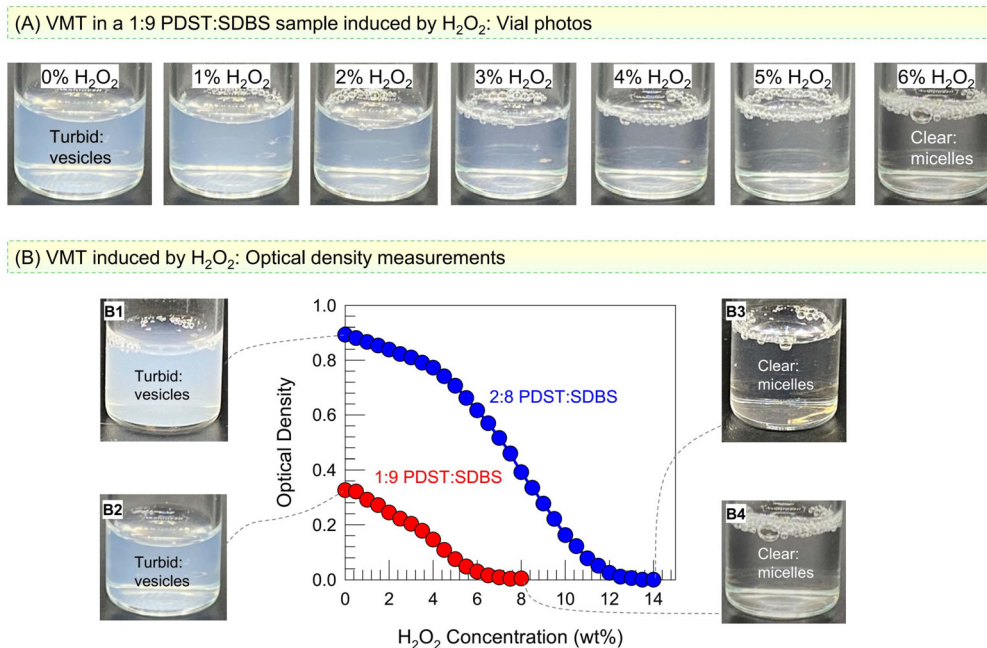 (A) VMT in a 1:9 PDST:SDBS sample induced by H₂O₂: Vial photos
0% H₂O₂
1% H₂O₂
2% H₂O₂
3% H₂O₂
4% H₂O₂
5% H₂O₂
6% H₂O₂
Turbid:
vesicles
Clear:
micelles
(B) VMT induced by H₂O₂: Optical density measurements
B1
Turbid:
vesicles
B2
Turbid:
vesicles
Optical Density
1.0
0.8
0.6
0.4
0.2
0.0
2:8 PDST:SDBS
1:9 PDST:SDBS
0 2 4 6 8 10 12 14
H₂O₂ Concentration (wt%)
B3
Clear:
micelles
B4
Clear:
micelles